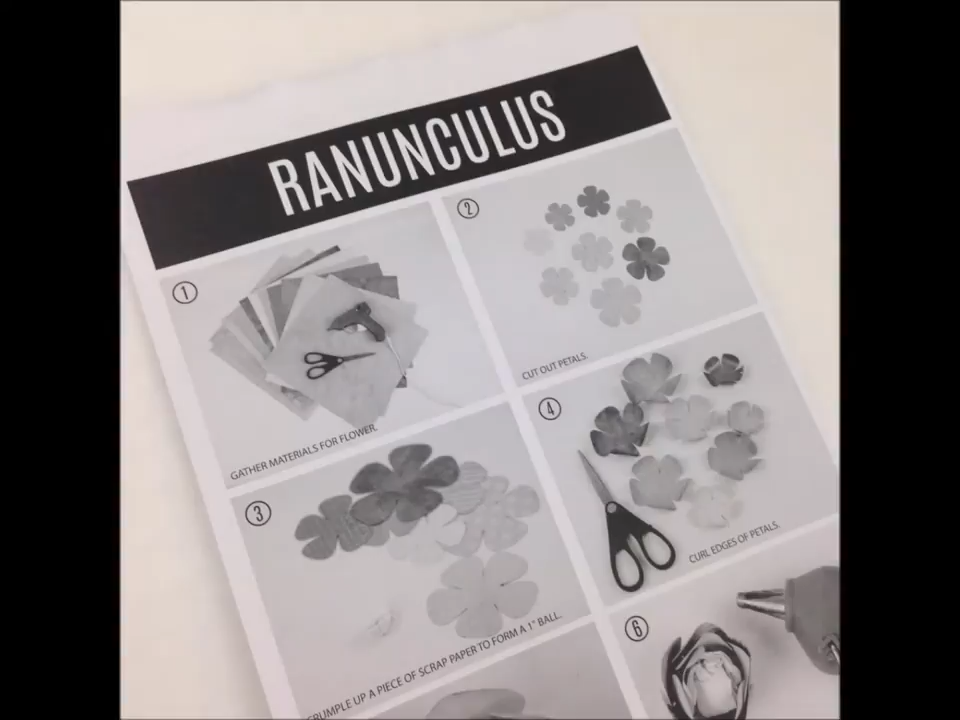 RANUNCULUS
1
GATHER MATERIALS FOR FLOWER.
2
CUT OUT PETALS.
3
CRUMPLE UP A PIECE OF SCRAP PAPER TO FORM A 1" BALL.
4
CURL EDGES OF PETALS.
6